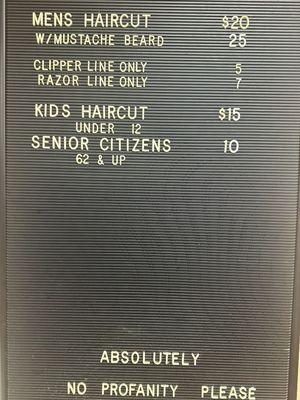 MENS HAIRCUT $20
W/MUSTACHE BEARD 25
CLIPPER LINE ONLY 5
RAZOR LINE ONLY 7
KIDS HAIRCUT $15
UNDER 12
SENIOR CITIZENS 10
62 & UP
ABSOLUTELY
NO PROFANITY PLEASE